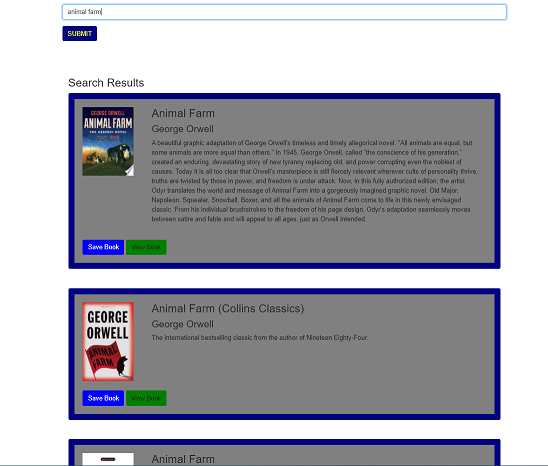 animal farm
SUBMIT
Search Results
GEORGE ORWELL
ANIMAL FARM
THE GRAPHIC NOVEL
Animal Farm
George Orwell
A beautiful graphic adaptation of George Orwell's timeless and timely allegorical novel. "All animals are equal, but
some animals are more equal than others." In 1945, George Orwell, called "the conscience of his generation,"
created an enduring, devastating story of new tyranny replacing old, and power corrupting even the noblest of
causes. Today it is all too clear that Orwell's masterpiece is still fiercely relevant wherever cults of personality thrive,
truths are twisted by those in power, and freedom is under attack. Now, in this fully authorized edition, the artist
Odyr translates the world and message of Animal Farm into a gorgeously imagined graphic novel. Old Major,
Napoleon, Squealer, Snowball, Boxer, and all the animals of Animal Farm come to life in this newly envisaged
classic. From his individual brushstrokes to the freedom of his page design, Odyr's adaptation seamlessly moves
between satire and fable and will appeal to all ages, just as Orwell intended.
Save Book View Book
GEORGE
ORWELL
ANIMAL
FARM
Animal Farm (Collins Classics)
George Orwell
The international bestselling classic from the author of Nineteen Eighty-Four.
Save Book View Book
Animal Farm